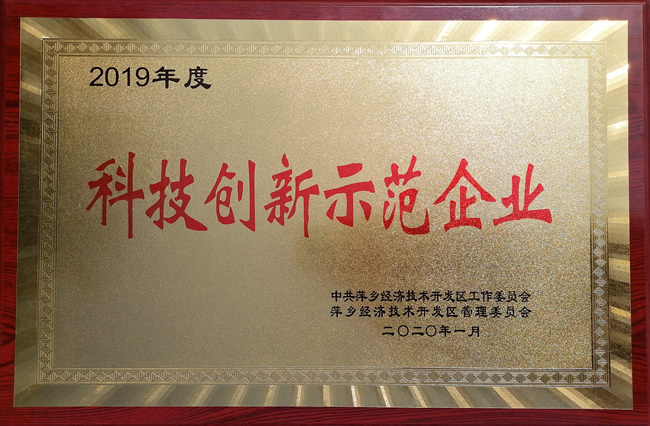 2019年度
科技创新示范企业
中共萍乡经济技术开发区工作委员会
萍乡经济技术开发区管理委员会
二〇二〇年一月